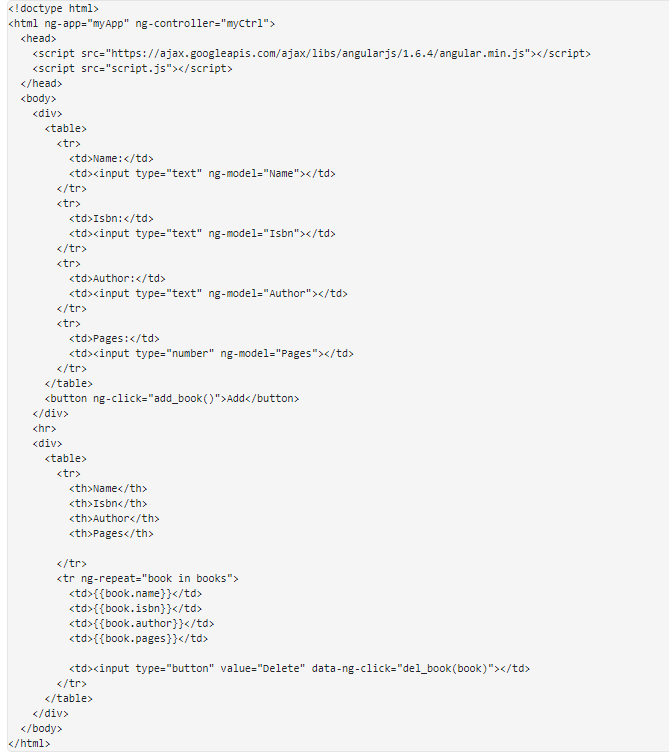 <!doctype html>
<html ng-app="myApp" ng-controller="myCtrl">
  <head>
    <script src="https://ajax.googleapis.com/ajax/libs/angularjs/1.6.4/angular.min.js"></script>
    <script src="script.js"></script>
  </head>
  <body>
    <div>
      <table>
        <tr>
          <td>Name:</td>
          <td><input type="text" ng-model="Name"></td>
        </tr>
        <tr>
          <td>Isbn:</td>
          <td><input type="text" ng-model="Isbn"></td>
        </tr>
        <tr>
          <td>Author:</td>
          <td><input type="text" ng-model="Author"></td>
        </tr>
        <tr>
          <td>Pages:</td>
          <td><input type="number" ng-model="Pages"></td>
        </tr>
      </table>
      <button ng-click="add_book()">Add</button>
    </div>
    <hr>
    <div>
      <table>
        <tr>
          <th>Name</th>
          <th>Isbn</th>
          <th>Author</th>
          <th>Pages</th>

        </tr>
        <tr ng-repeat="book in books">
          <td>{{book.name}}</td>
          <td>{{book.isbn}}</td>
          <td>{{book.author}}</td>
          <td>{{book.pages}}</td>

          <td><input type="button" value="Delete" data-ng-click="del_book(book)"></td>
        </tr>
      </table>
    </div>
  </body>
</html>